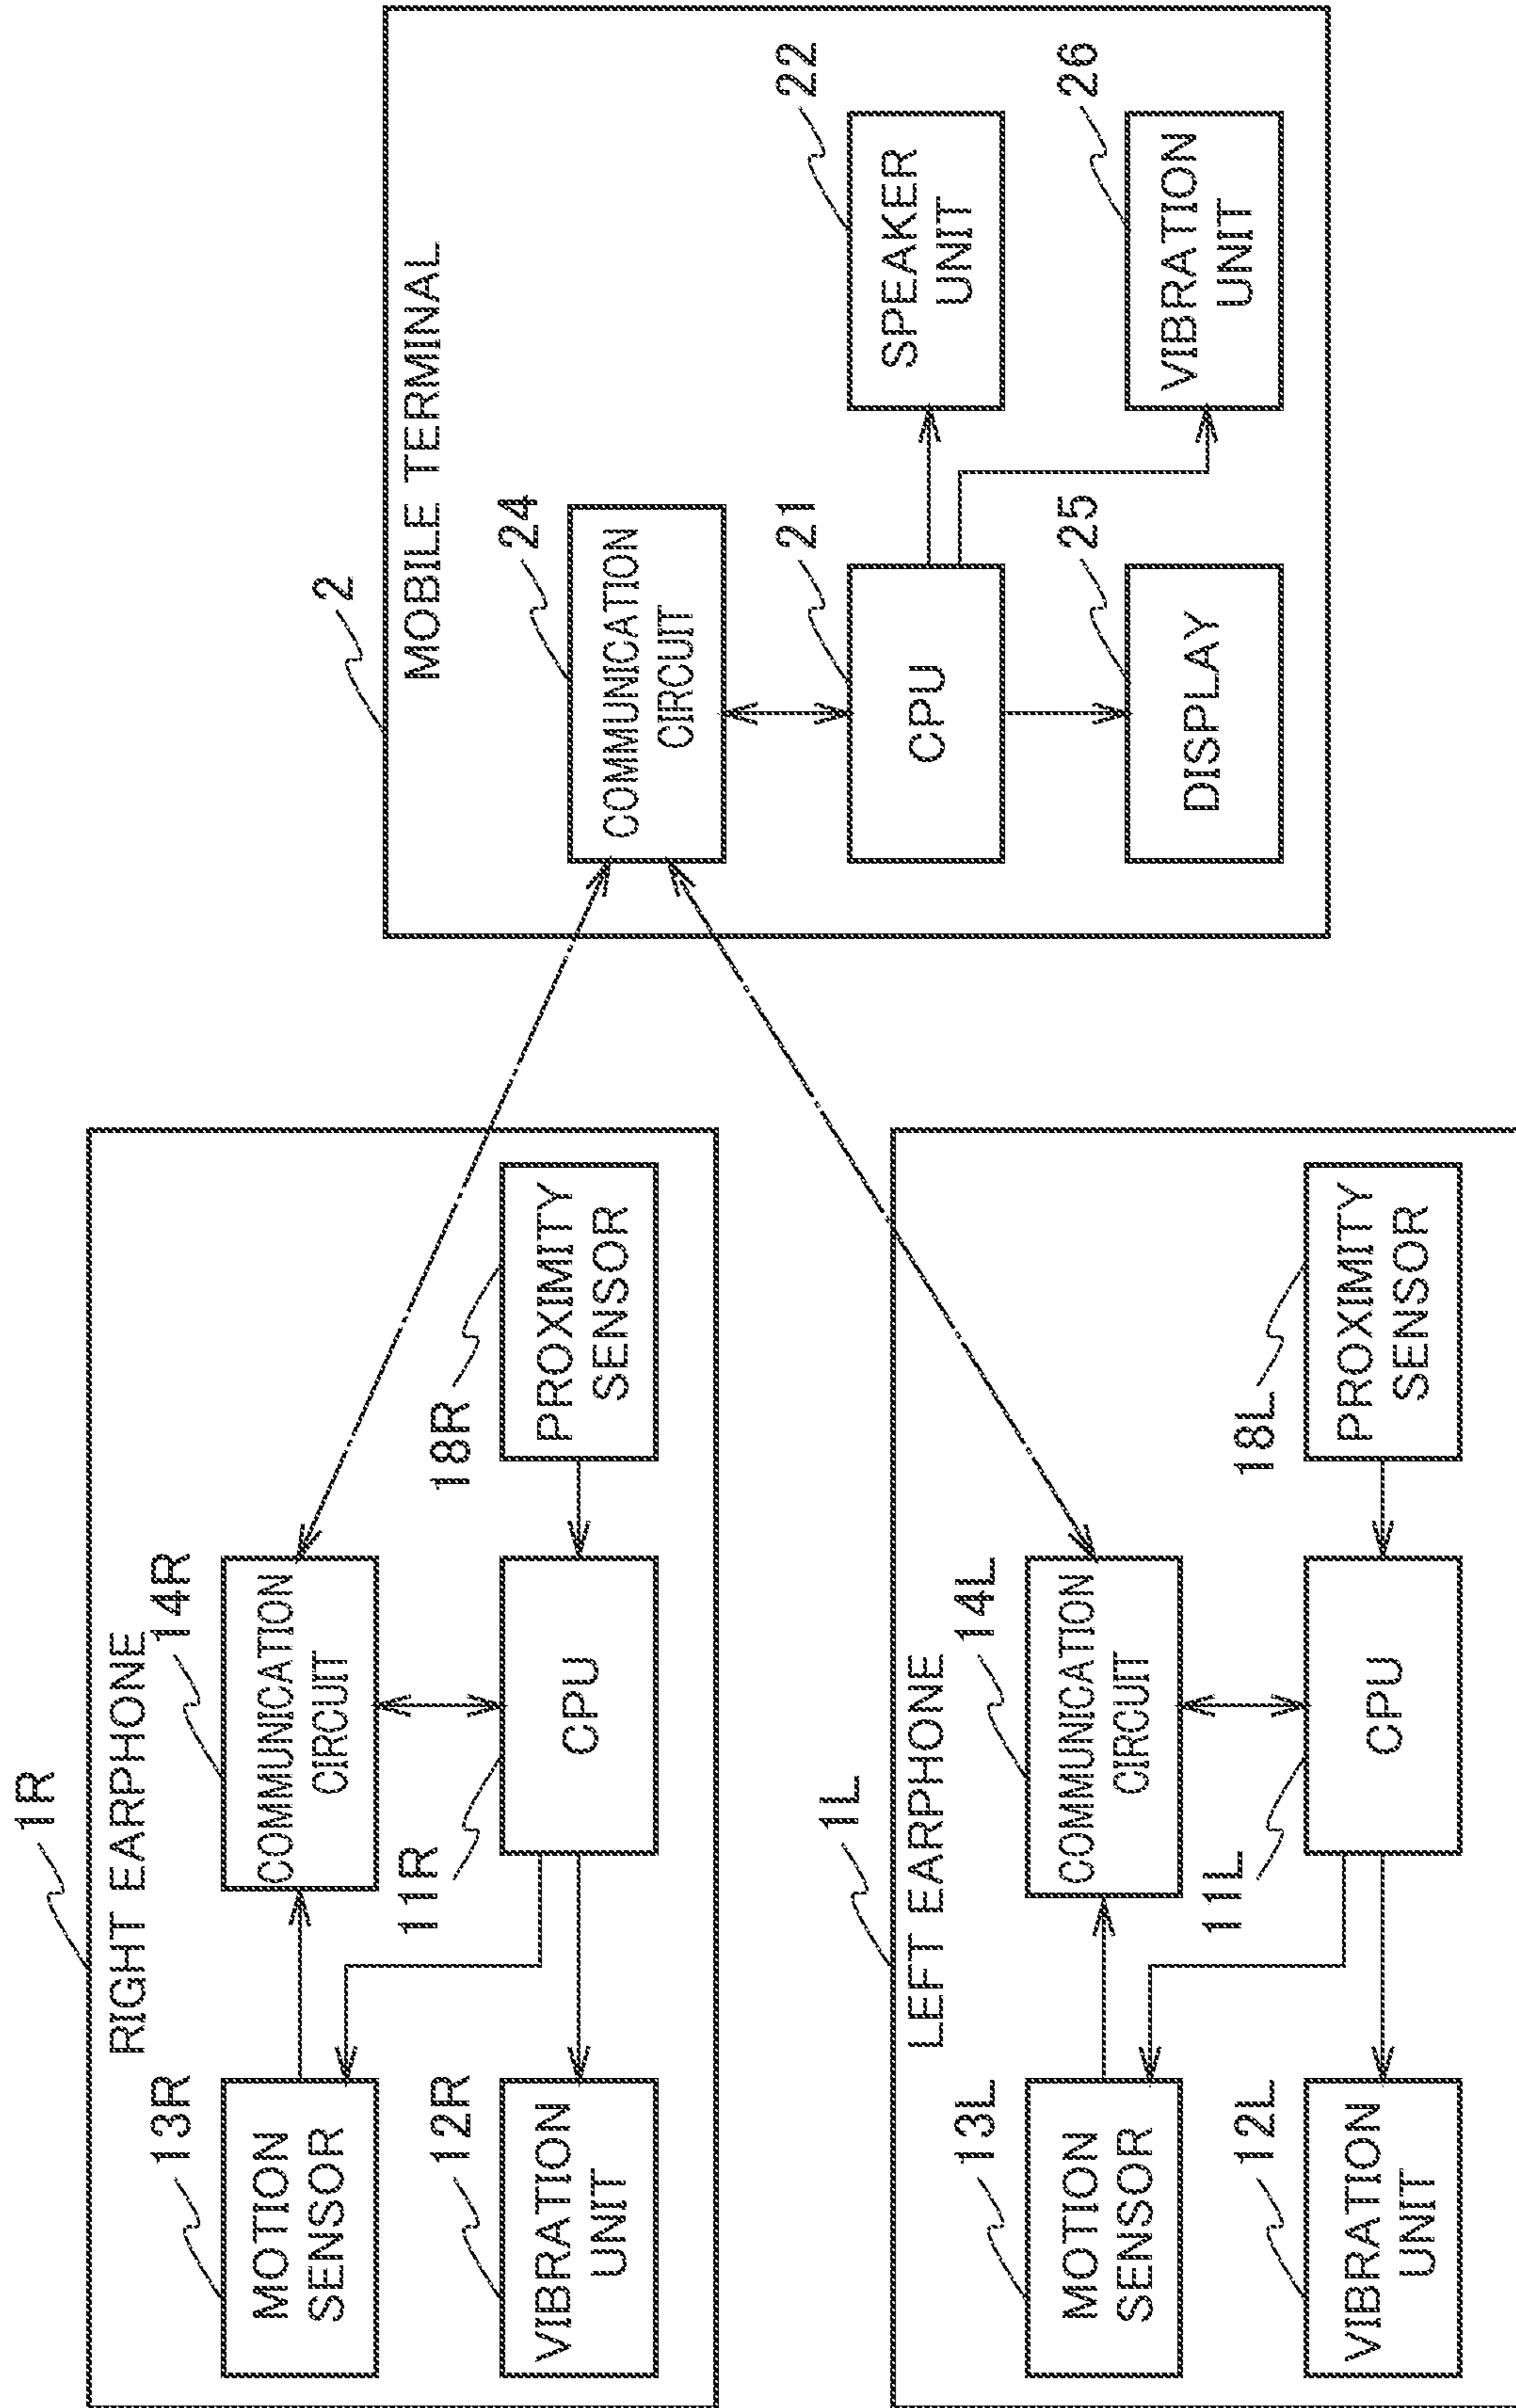 1R
RIGHT EARPHONE
13R
MOTION
SENSOR
14R
COMMUNICATION
CIRCUIT
12R
VIBRATION
UNIT
11R
CPU
18R
PROXIMITY
SENSOR
1L
LEFT EARPHONE
13L
MOTION
SENSOR
14L
COMMUNICATION
CIRCUIT
12L
VIBRATION
UNIT
11L
CPU
18L
PROXIMITY
SENSOR
2
MOBILE TERMINAL
24
COMMUNICATION
CIRCUIT
21
CPU
22
SPEAKER
UNIT
25
DISPLAY
26
VIBRATION
UNIT